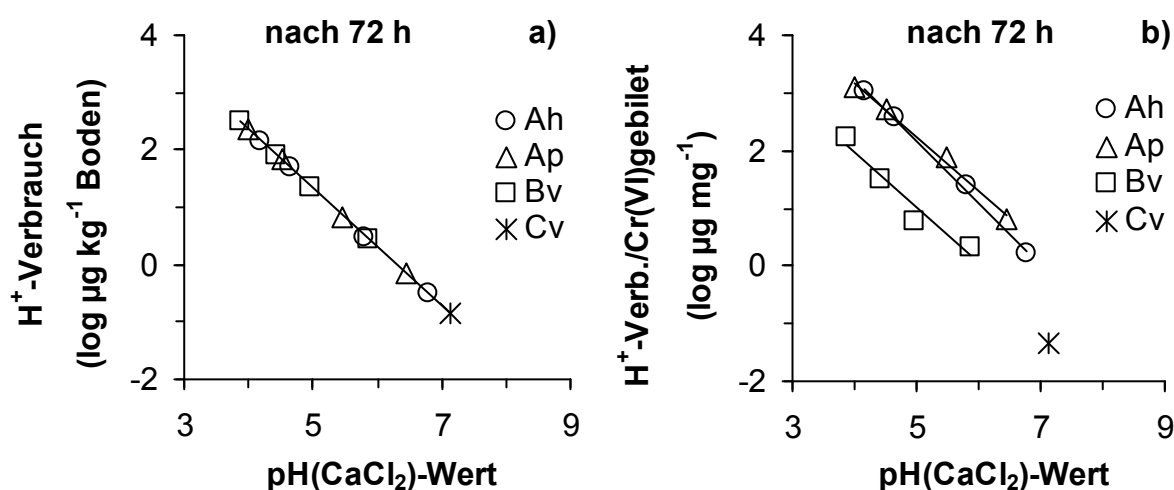 nach 72 h a)
H⁺-Verbrauch
(log µg kg⁻¹ Boden)
4
2
0
-2
3 5 7 9
pH(CaCl₂)-Wert
Ah
Ap
Bv
Cv
nach 72 h b)
H⁺-Verb./Cr(VI)gebilet
(log µg mg⁻¹)
4
2
0
-2
3 5 7 9
pH(CaCl₂)-Wert
Ah
Ap
Bv
Cv